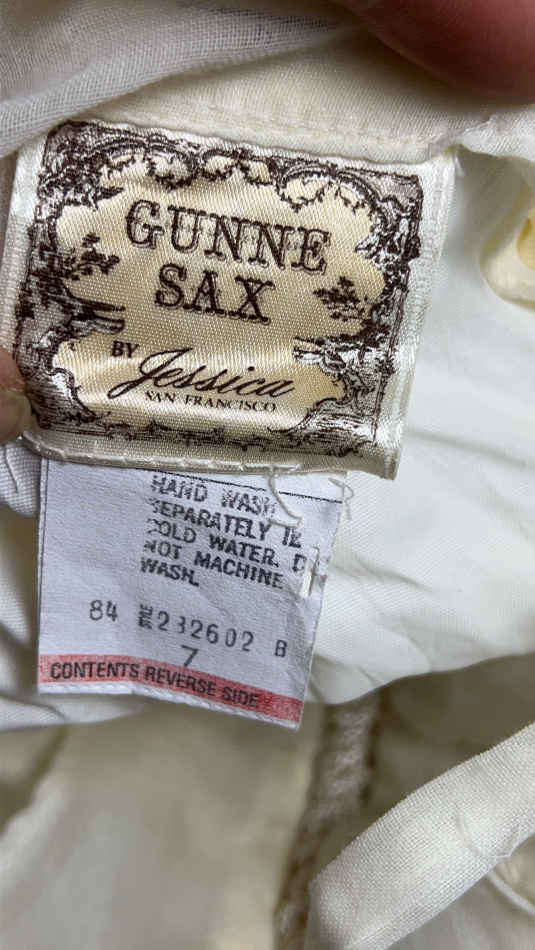 GUNNE
SAX
BY Jessica
SAN FRANCISCO
HAND WASH
SEPARATELY
COLD WATER.
NOT MACHINE
WASH.
84 232602 B
7
CONTENTS REVERSE SIDE